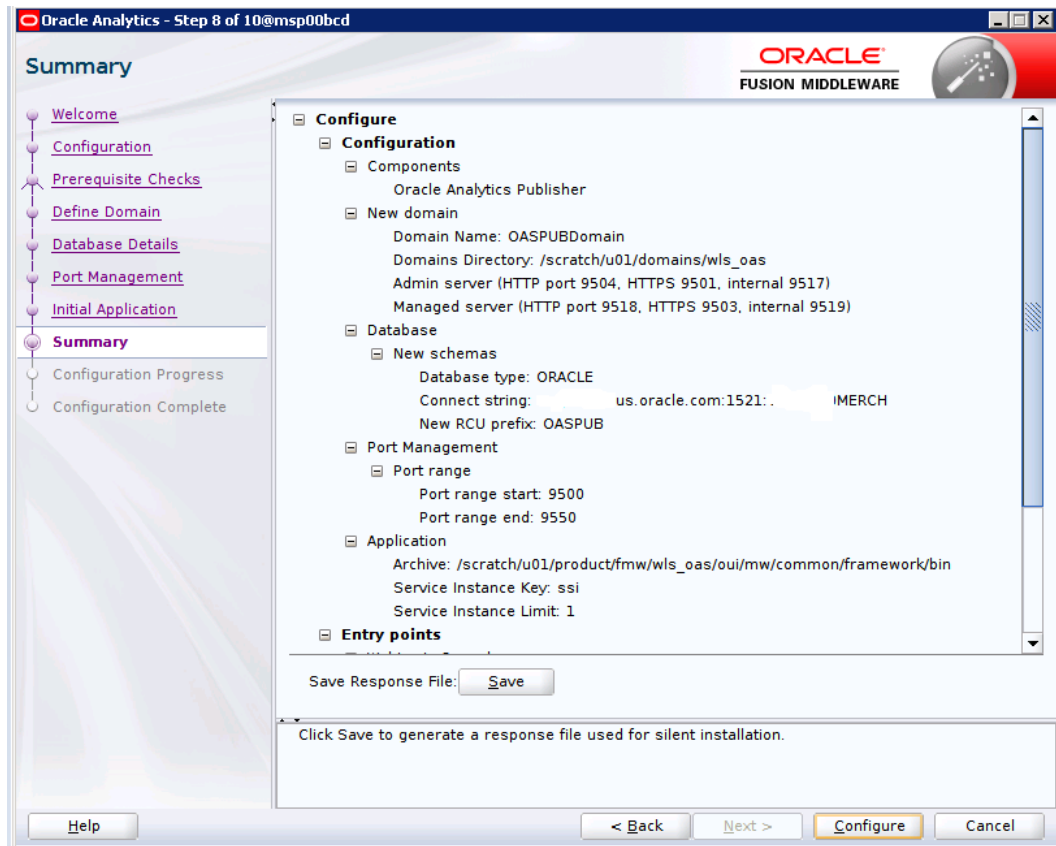 Oracle Analytics - Step 8 of 10@msp00bcd
Summary
ORACLE
FUSION MIDDLEWARE
Welcome
Configuration
Prerequisite Checks
Define Domain
Database Details
Port Management
Initial Application
Summary
Configuration Progress
Configuration Complete
Configure
Configuration
Components
Oracle Analytics Publisher
New domain
Domain Name: OASPUBDomain
Domains Directory: /scratch/u01/domains/wls_oas
Admin server (HTTP port 9504, HTTPS 9501, internal 9517)
Managed server (HTTP port 9518, HTTPS 9503, internal 9519)
Database
New schemas
Database type: ORACLE
Connect string: us.oracle.com:1521: MERCH
New RCU prefix: OASPUB
Port Management
Port range
Port range start: 9500
Port range end: 9550
Application
Archive: /scratch/u01/product/fmw/wls_oas/oui/mw/common/framework/bin
Service Instance Key: ssi
Service Instance Limit: 1
Entry points
Save Response File: Save
Click Save to generate a response file used for silent installation.
Help
< Back
Next >
Configure
Cancel